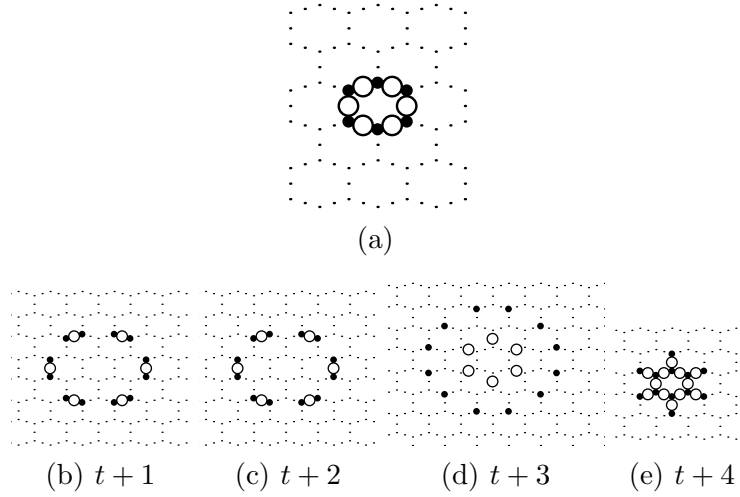 (a)
(b) t + 1
(c) t + 2
(d) t + 3
(e) t + 4